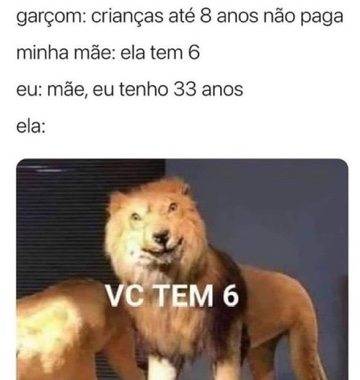 garçom: crianças até 8 anos não paga
minha mãe: ela tem 6
eu: mãe, eu tenho 33 anos
ela:
VC TEM 6